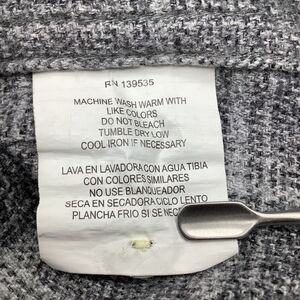 RN 139535
MACHINE WASH WARM WITH
LIKE COLORS
DO NOT BLEACH
TUMBLE DRY LOW
COOL IRON IF NECESSARY
LAVA EN LAVADORA CON AGUA TIBIA
CON COLORES SIMILARES
NO USE BLANQUEADOR
SECA EN SECADORA CICLO LENTO
PLANCHA FRIO SI SE NEC